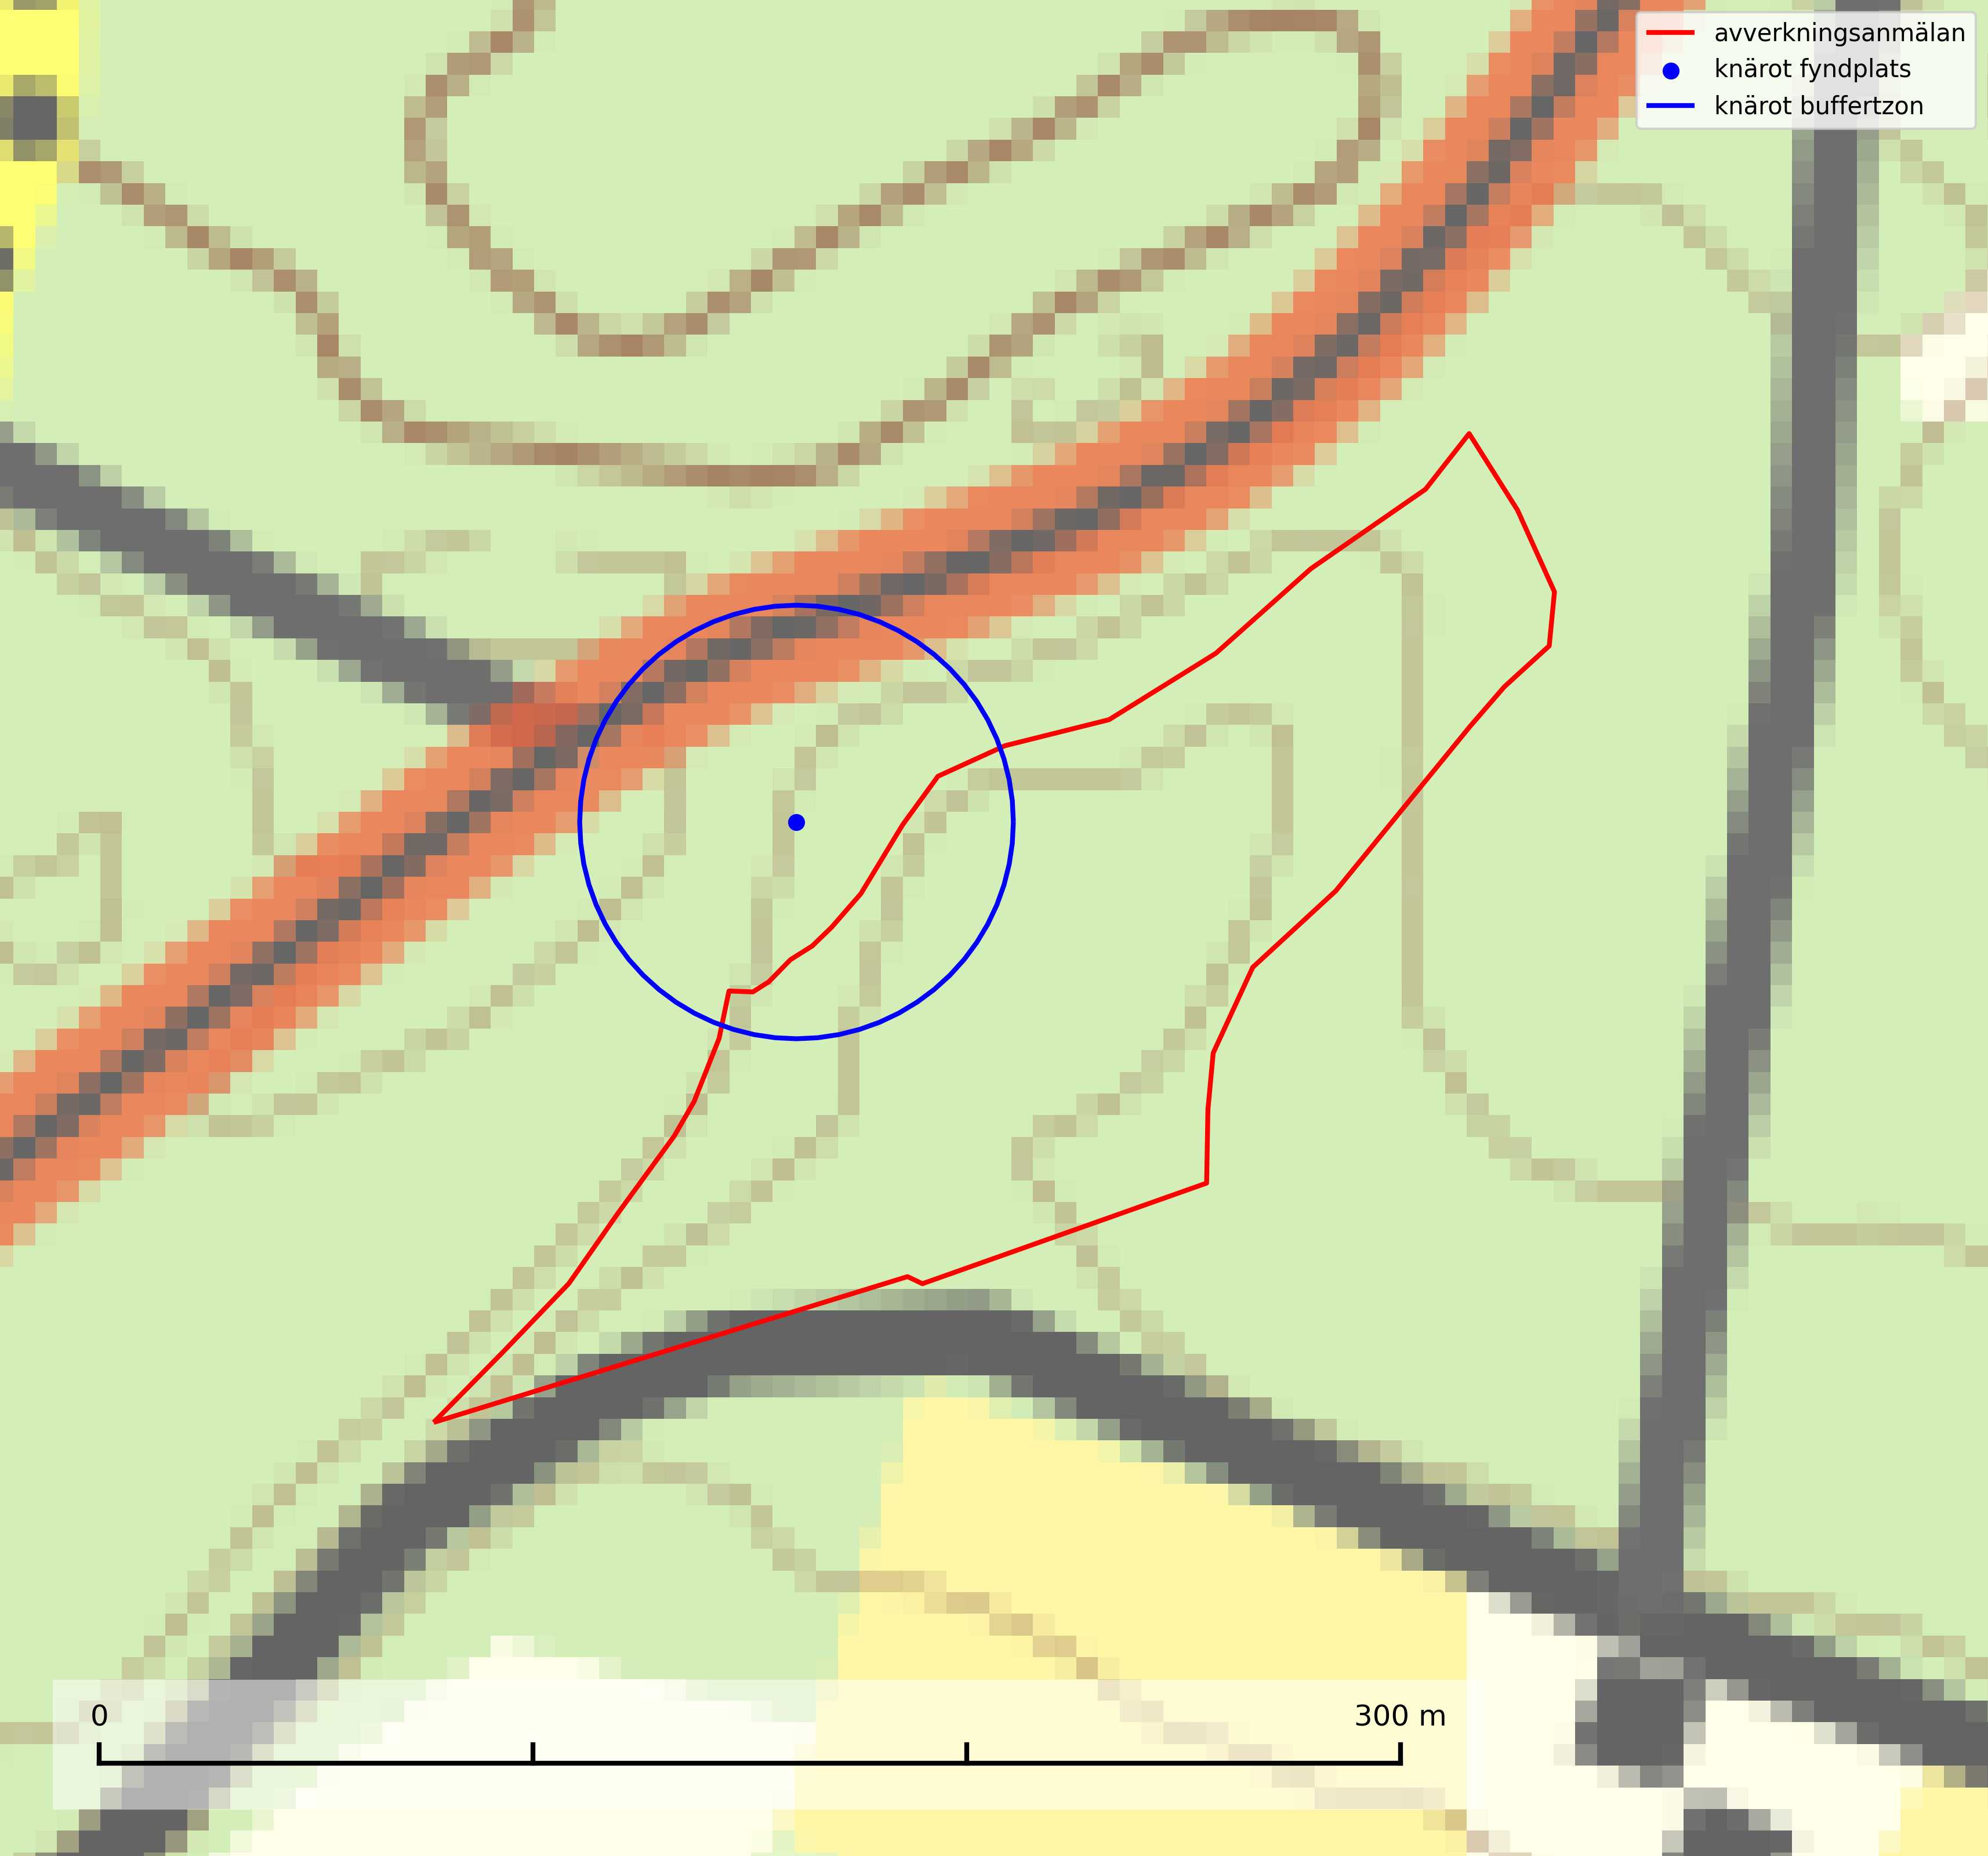 avverkningsanmälan
knärot fyndplats
knärot buffertzon
0 300 m